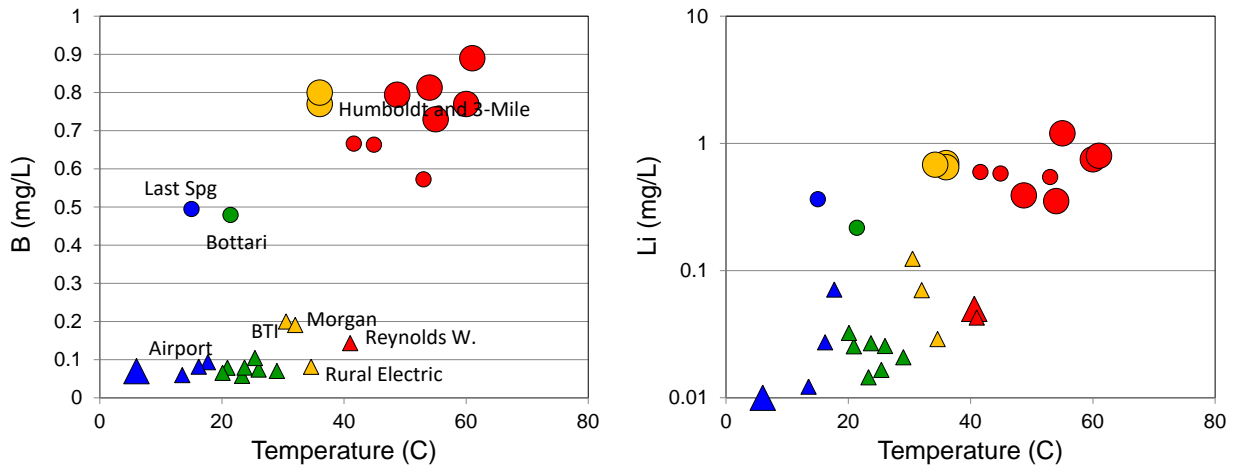 1
0.9
0.8
0.7
0.6
0.5
0.4
0.3
0.2
0.1
0
B (mg/L)
Humboldt and 3-Mile
Last Spg
Bottari
BTI
Morgan
Reynolds W.
Airport
Rural Electric
0 20 40 60 80
Temperature (C)
10
1
0.1
0.01
Li (mg/L)
0 20 40 60 80
Temperature (C)